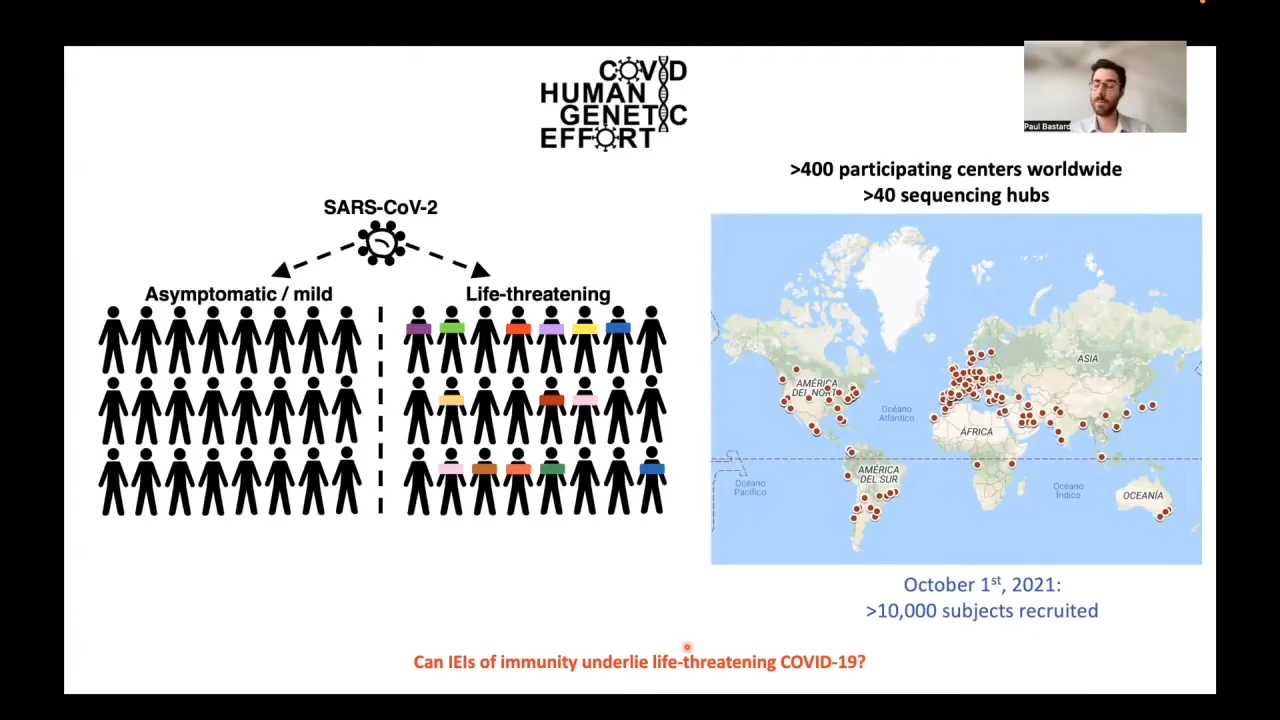 COVID
HUMAN
GENETIC
EFFORT
Paul Bastard
>400 participating centers worldwide
>40 sequencing hubs
SARS-CoV-2
Asymptomatic / mild
Life-threatening
ASIA
AMÉRICA
DEL NORT
Océano
Atlántico
ÁFRICA
Océano
Pacífico
AMÉRICA
DEL SUR
Océano
Índico
OCEANÍA
October 1st, 2021:
>10,000 subjects recruited
Can IEIs of immunity underlie life-threatening COVID-19?